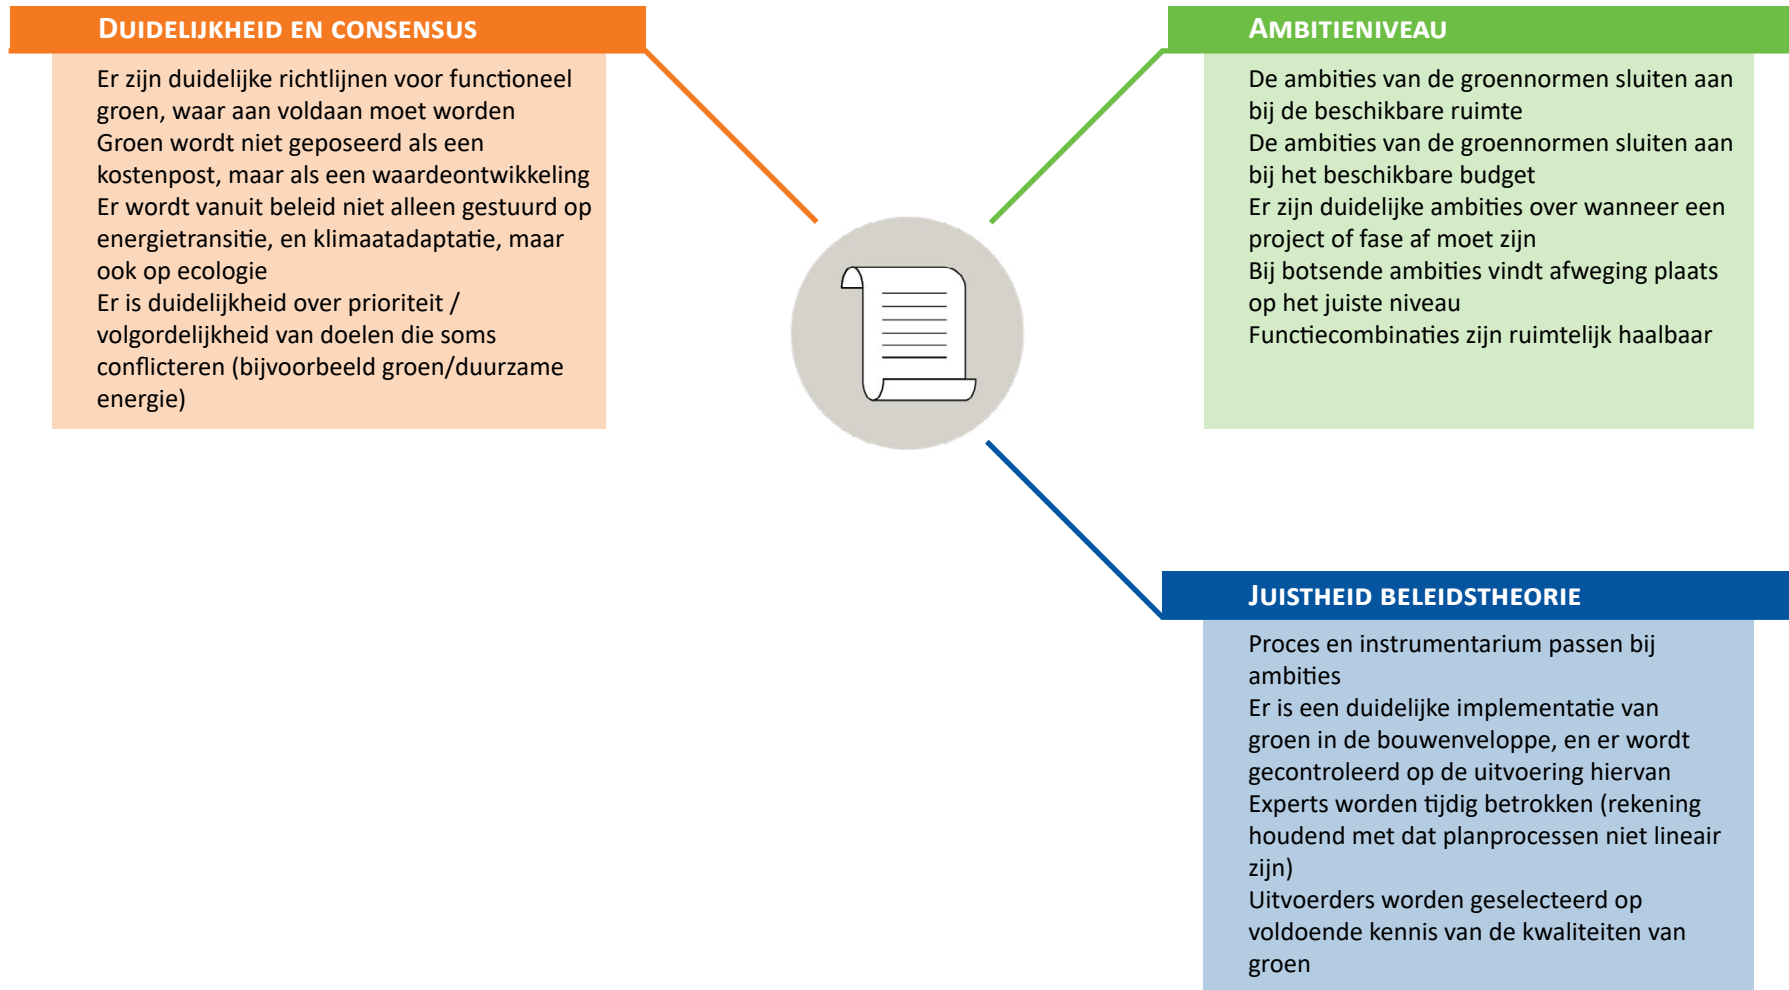 Duidelijkheid en consensus
Er zijn duidelijke richtlijnen voor functioneel
groen, waar aan voldaan moet worden
Groen wordt niet geposeerd als een
kostenpost, maar als een waardeontwikkeling
Er wordt vanuit beleid niet alleen gestuurd op
energietransitie, en klimaatadaptatie, maar
ook op ecologie
Er is duidelijkheid over prioriteit /
volgordelijkheid van doelen die soms
conflicteren (bijvoorbeeld groen/duurzame
energie)
Ambitieniveau
De ambities van de groennormen sluiten aan
bij de beschikbare ruimte
De ambities van de groennormen sluiten aan
bij het beschikbare budget
Er zijn duidelijke ambities over wanneer een
project of fase af moet zijn
Bij botsende ambities vindt afweging plaats
op het juiste niveau
Functiecombinaties zijn ruimtelijk haalbaar
Juistheid beleidstheorie
Proces en instrumentarium passen bij
ambities
Er is een duidelijke implementatie van
groen in de bouwenveloppe, en er wordt
gecontroleerd op de uitvoering hiervan
Experts worden tijdig betrokken (rekening
houdend met dat planprocessen niet lineair
zijn)
Uitvoerders worden geselecteerd op
voldoende kennis van de kwaliteiten van
groen